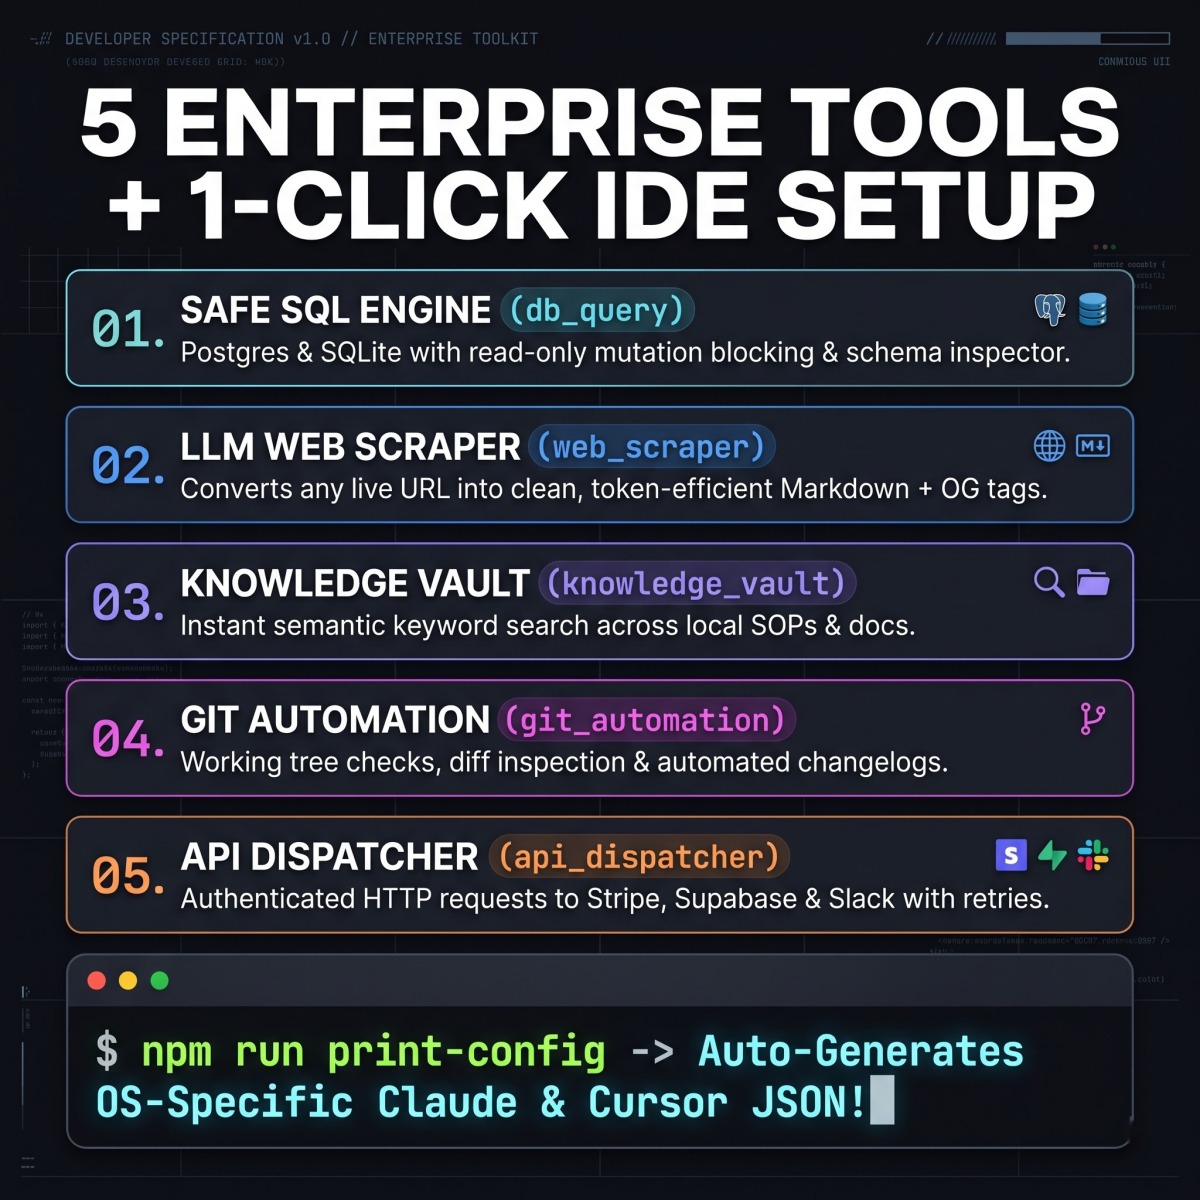 DEVELOPER SPECIFICATION v1.0 // ENTERPRISE TOOLKIT
CONWIOUS UII
5 ENTERPRISE TOOLS
+ 1-CLICK IDE SETUP
01. SAFE SQL ENGINE (db_query)
Postgres & SQLite with read-only mutation blocking & schema inspector.
02. LLM WEB SCRAPER (web_scraper)
M↓
Converts any live URL into clean, token-efficient Markdown + OG tags.
03. KNOWLEDGE VAULT (knowledge_vault)
Instant semantic keyword search across local SOPs & docs.
04. GIT AUTOMATION (git_automation)
Working tree checks, diff inspection & automated changelogs.
05. API DISPATCHER (api_dispatcher)
S
Authenticated HTTP requests to Stripe, Supabase & Slack with retries.
$ npm run print-config -> Auto-Generates
OS-Specific Claude & Cursor JSON!